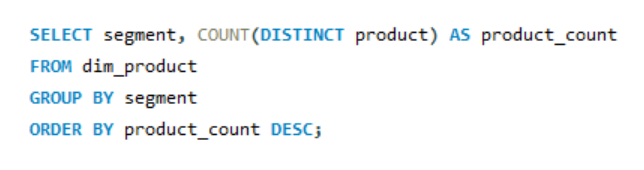 SELECT segment, COUNT(DISTINCT product) AS product_count
FROM dim_product
GROUP BY segment
ORDER BY product_count DESC;